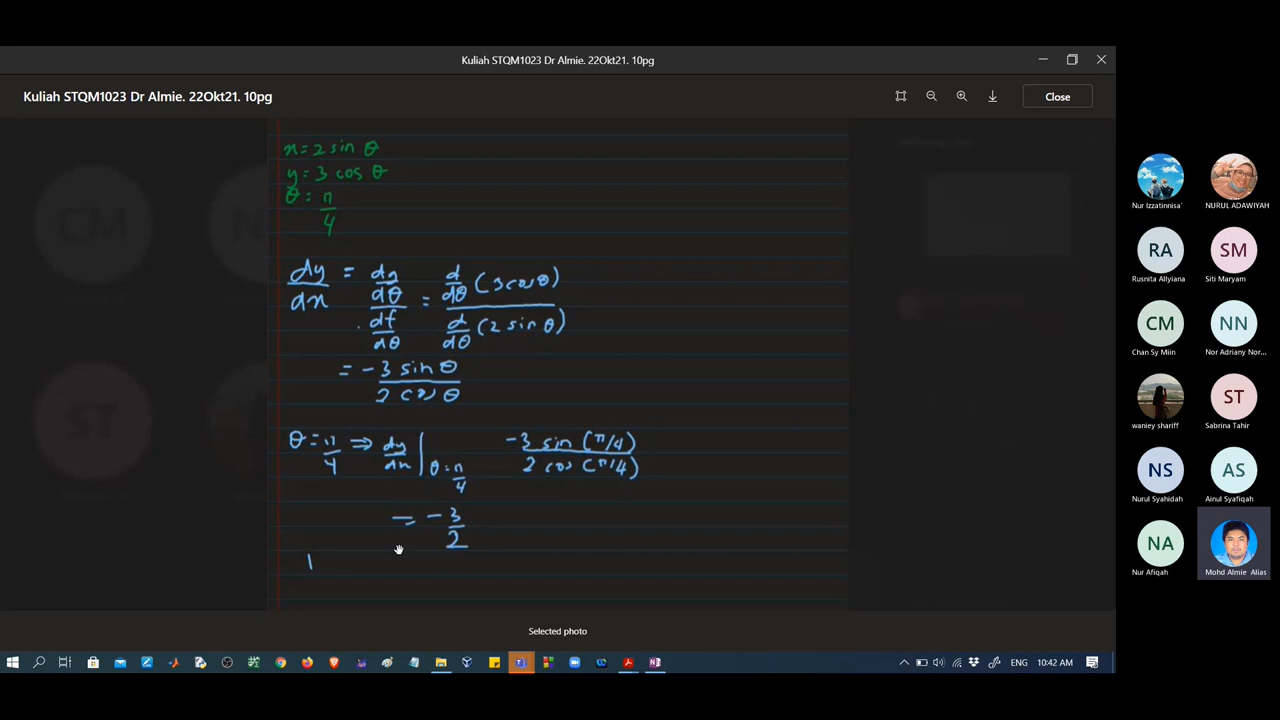 Kuliah STQM1023 Dr Almie. 22Okt21. 10pg
Kuliah STQM1023 Dr Almie. 22Okt21. 10pg
Close
x = 2 sin θ
y = 3 cos θ
θ = π/4
dy/dx = (dy/dθ)/(df/dθ) = (d/dθ (3 cos θ))/(d/dθ (2 sin θ))
= -3 sin θ / 2 cos θ
θ = π/4 ⇒ dy/dx | θ = π/4 -3 sin (π/4) / 2 cos (π/4)
= -3/2
Selected photo
Nur Izzatinnisa'
NURUL ADAWIYAH
RA
Rusnita Allyiana
SM
Siti Maryam
CM
Chan Sy Miin
NN
Nor Adriany Nor...
waniey shariff
ST
Sabrina Tahir
NS
Nurul Syahidah
AS
Ainul Syafiqah
NA
Nur Afiqah
Mohd Almie Alias
CM
N
ST
ENG
10:42 AM